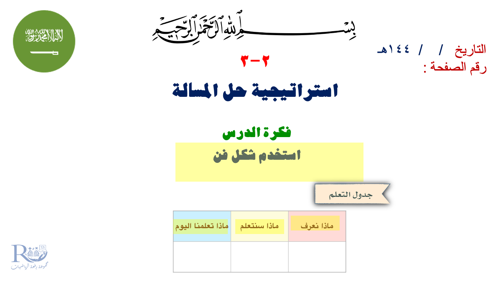 بسم الله الرحمن الرحيم
التاريخ / / ١٤٤هـ
رقم الصفحة :
٢-٣
استراتيجية حل المسالة
فكرة الدرس
استخدم شكل فن
جدول التعلم
ماذا نعرف
ماذا سنتعلم
ماذا تعلمنا اليوم